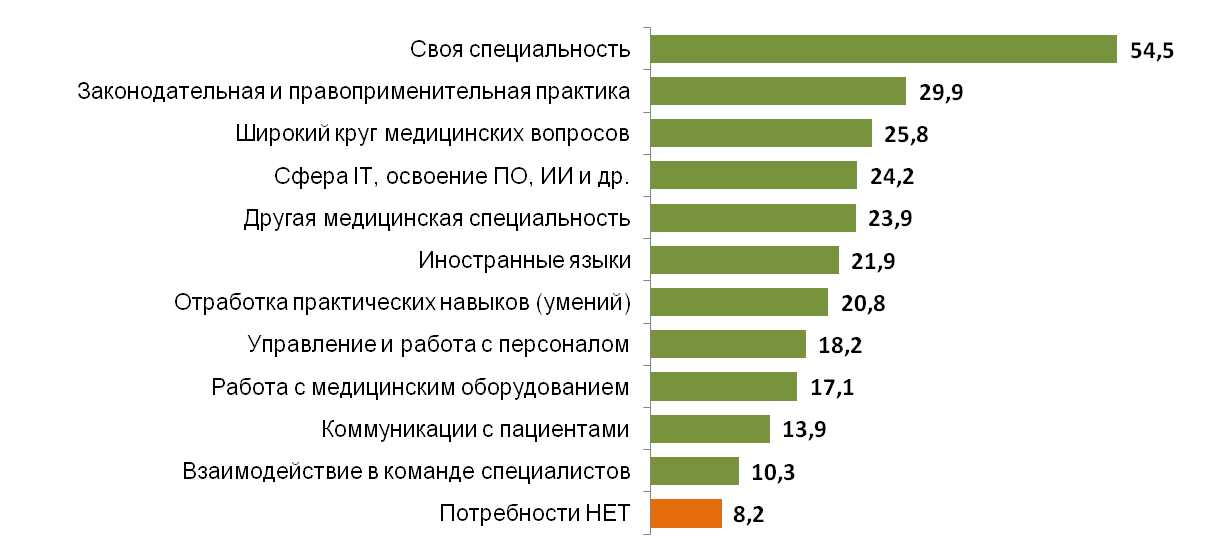 Своя специальность 54,5
Законодательная и правоприменительная практика 29,9
Широкий круг медицинских вопросов 25,8
Сфера IT, освоение ПО, ИИ и др. 24,2
Другая медицинская специальность 23,9
Иностранные языки 21,9
Отработка практических навыков (умений) 20,8
Управление и работа с персоналом 18,2
Работа с медицинским оборудованием 17,1
Коммуникации с пациентами 13,9
Взаимодействие в команде специалистов 10,3
Потребности НЕТ 8,2